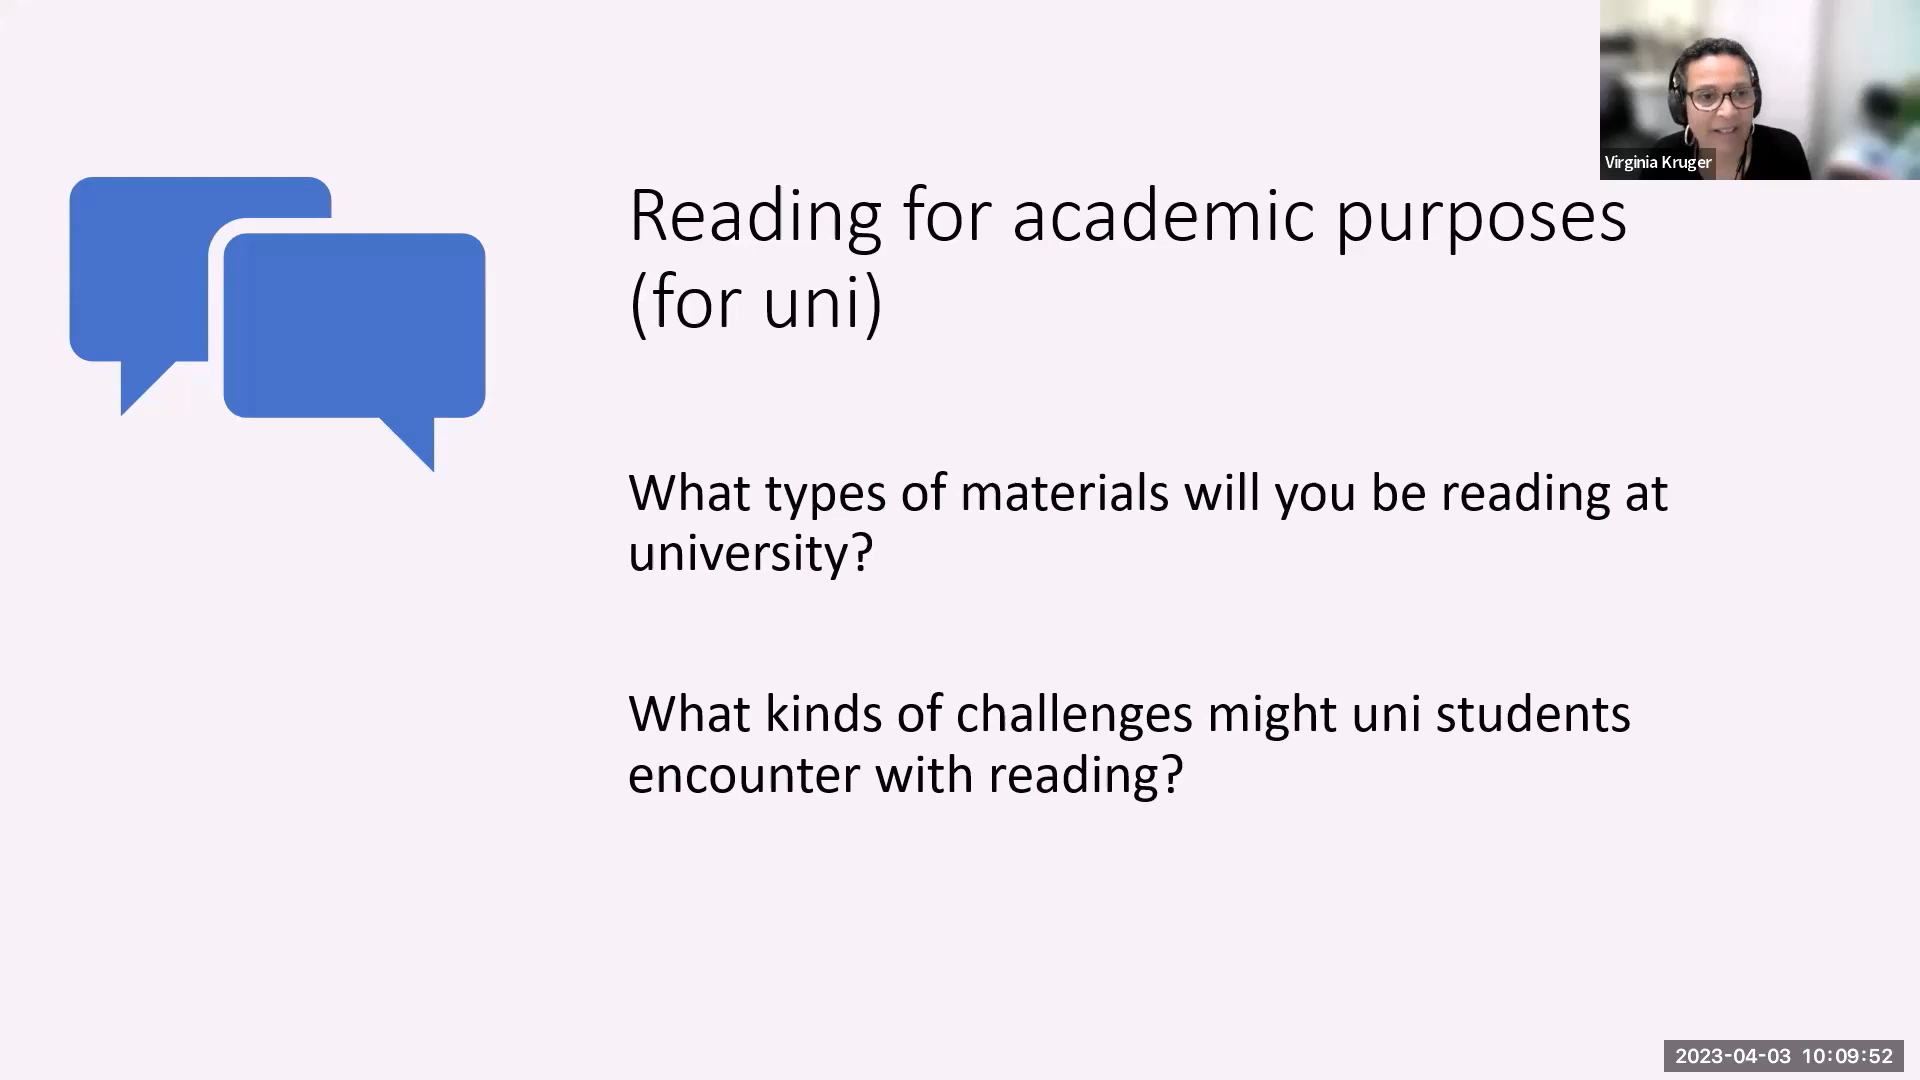 Virginia Kruger
Reading for academic purposes
(for uni)
What types of materials will you be reading at
university?
What kinds of challenges might uni students
encounter with reading?
2023-04-03 10:09:52